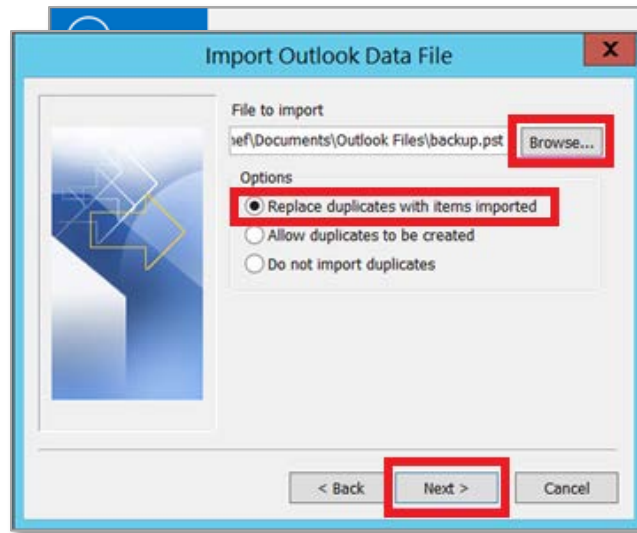 Import Outlook Data File
X
File to import
\Documents\Outlook Files\backup.pst
Browse...
Options
Replace duplicates with items imported
Allow duplicates to be created
Do not import duplicates
< Back
Next >
Cancel